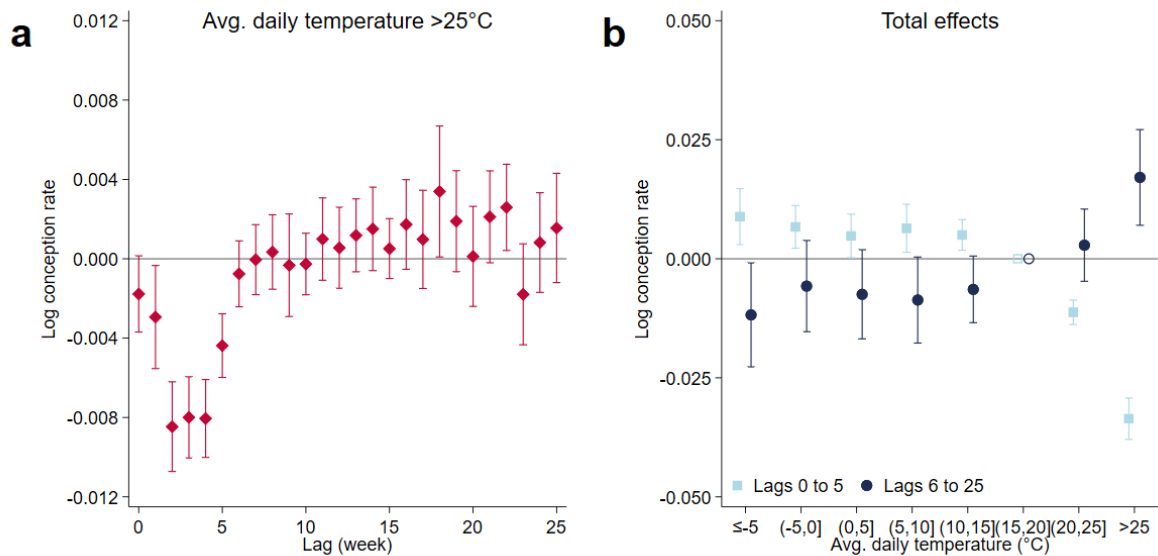 a
Avg. daily temperature >25°C
Log conception rate
0.012
0.008
0.004
0.000
-0.004
-0.008
-0.012
0 5 10 15 20 25
Lag (week)
b
Total effects
Log conception rate
0.050
0.025
0.000
-0.025
-0.050
Lags 0 to 5 Lags 6 to 25
≤-5 (-5,0] (0,5] (5,10] (10,15] (15,20] (20,25] >25
Avg. daily temperature (°C)